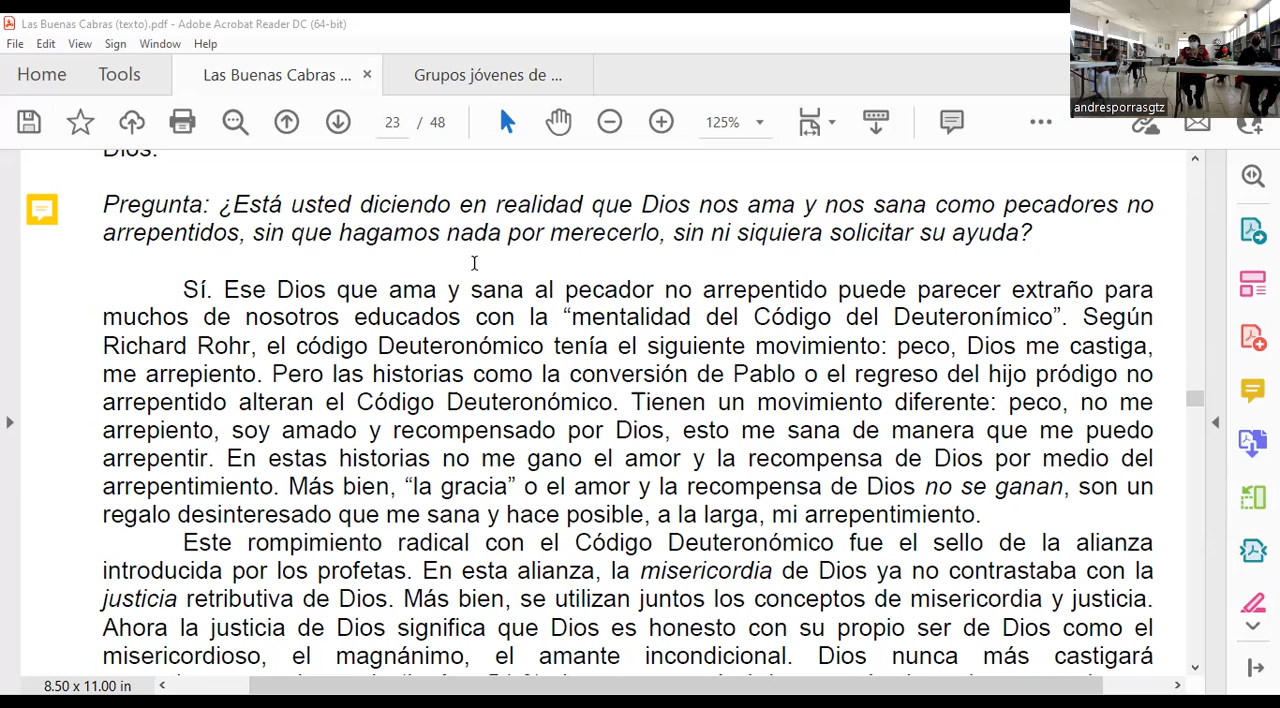 Las Buenas Cabras (texto).pdf - Adobe Acrobat Reader DC (64-bit)
File Edit View Sign Window Help
Home Tools Las Buenas Cabras ... × Grupos jóvenes de ...
andresporrasgtz
23 / 48 125%
Dios.
Pregunta: ¿Está usted diciendo en realidad que Dios nos ama y nos sana como pecadores no
arrepentidos, sin que hagamos nada por merecerlo, sin ni siquiera solicitar su ayuda?
Sí. Ese Dios que ama y sana al pecador no arrepentido puede parecer extraño para
muchos de nosotros educados con la “mentalidad del Código del Deuteronímico”. Según
Richard Rohr, el código Deuteronómico tenía el siguiente movimiento: peco, Dios me castiga,
me arrepiento. Pero las historias como la conversión de Pablo o el regreso del hijo pródigo no
arrepentido alteran el Código Deuteronómico. Tienen un movimiento diferente: peco, no me
arrepiento, soy amado y recompensado por Dios, esto me sana de manera que me puedo
arrepentir. En estas historias no me gano el amor y la recompensa de Dios por medio del
arrepentimiento. Más bien, “la gracia” o el amor y la recompensa de Dios no se ganan, son un
regalo desinteresado que me sana y hace posible, a la larga, mi arrepentimiento.
Este rompimiento radical con el Código Deuteronómico fue el sello de la alianza
introducida por los profetas. En esta alianza, la misericordia de Dios ya no contrastaba con la
justicia retributiva de Dios. Más bien, se utilizan juntos los conceptos de misericordia y justicia.
Ahora la justicia de Dios significa que Dios es honesto con su propio ser de Dios como el
misericordioso, el magnánimo, el amante incondicional. Dios nunca más castigará
8.50 x 11.00 in